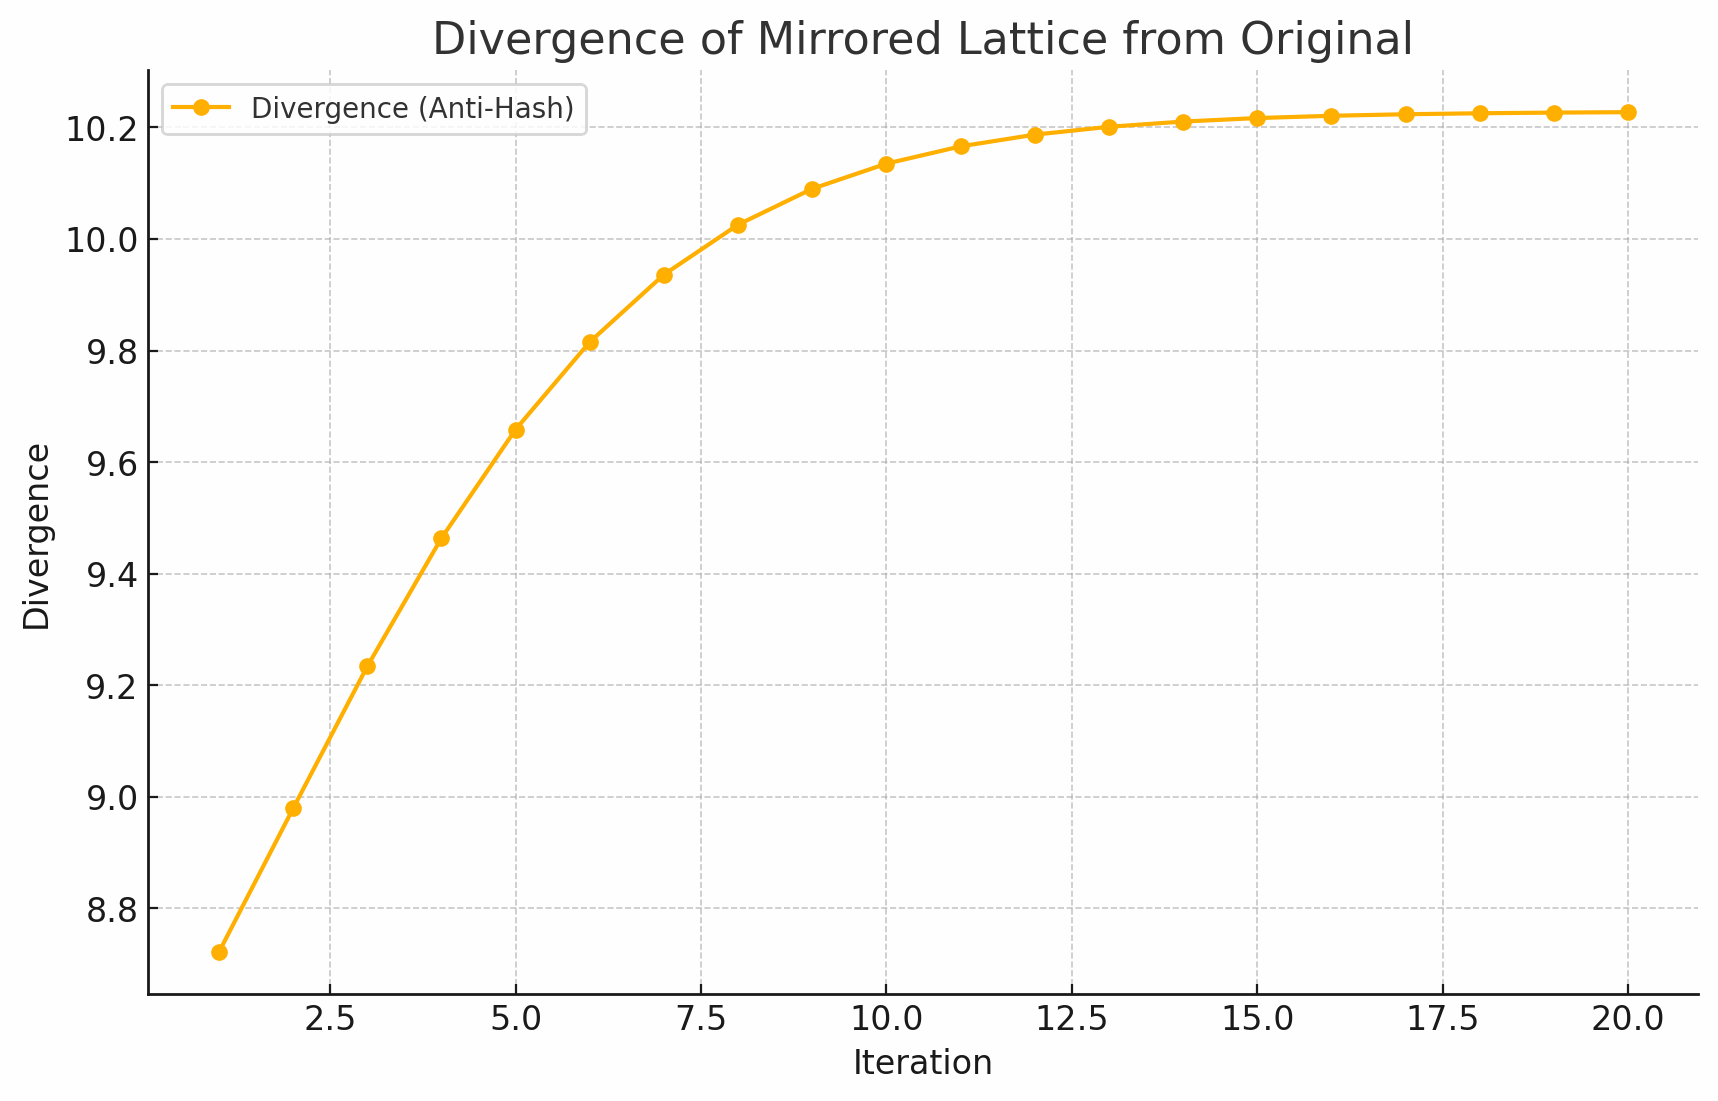 Divergence of Mirrored Lattice from Original
Divergence (Anti-Hash)
10.2
10.0
9.8
9.6
9.4
9.2
9.0
8.8
Divergence
2.5 5.0 7.5 10.0 12.5 15.0 17.5 20.0
Iteration